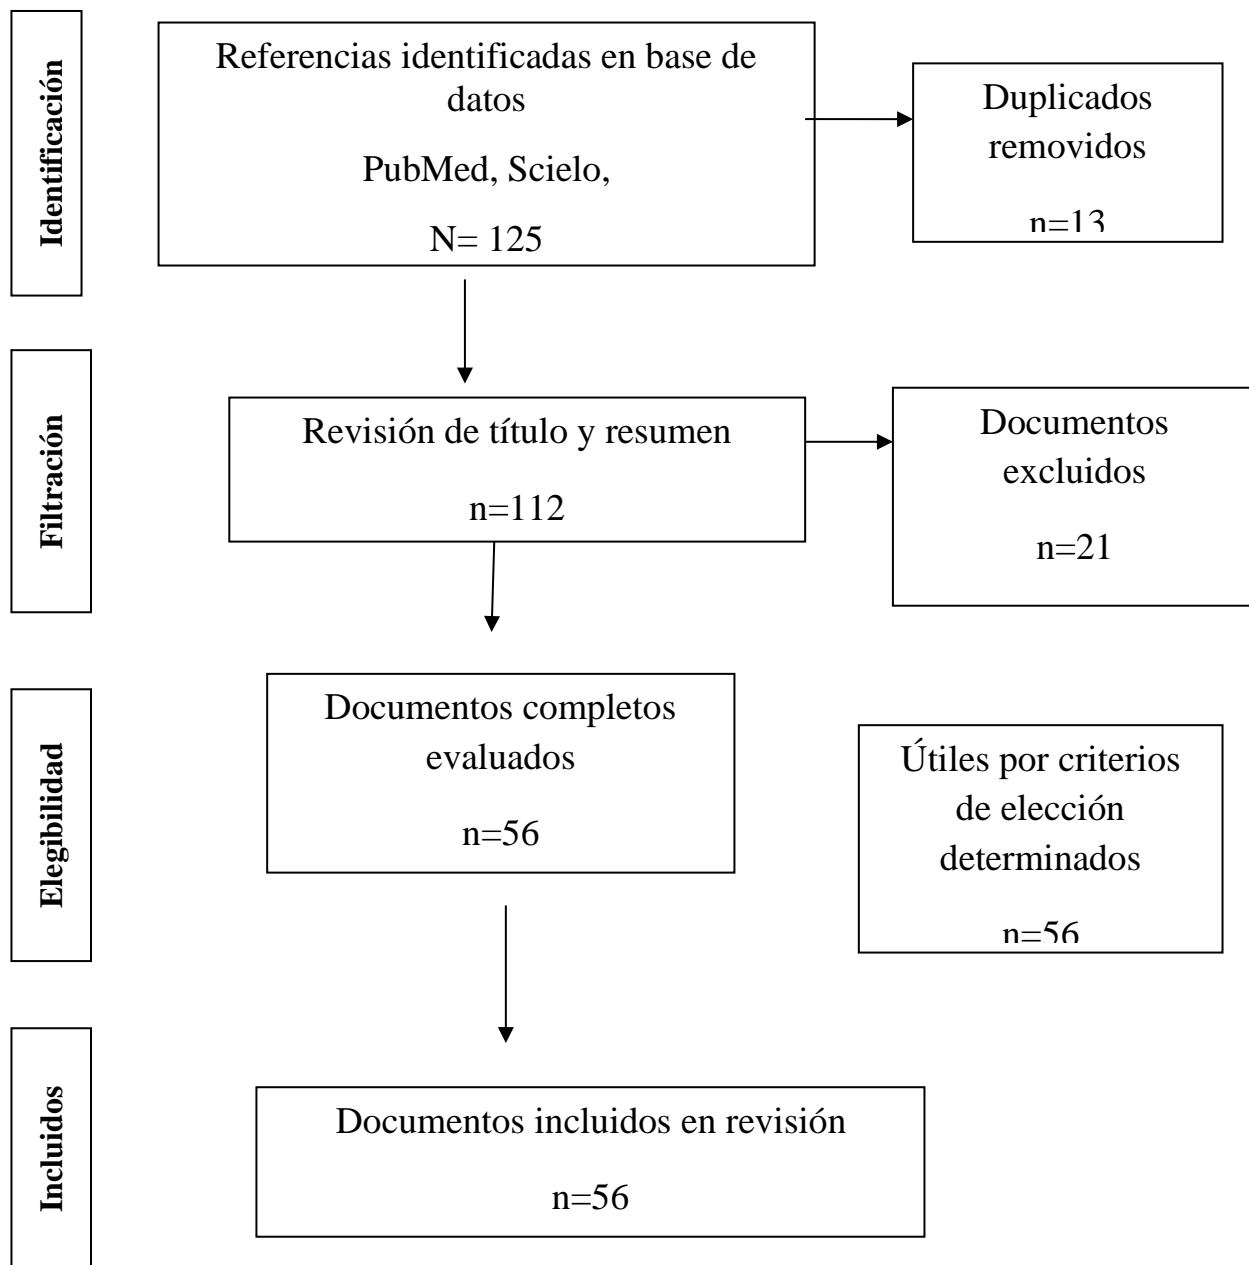 Identificación
Referencias identificadas en base de
datos
PubMed, Scielo,
N= 125
Duplicados
removidos
n=13
Filtración
Revisión de título y resumen
n=112
Documentos
excluidos
n=21
Elegibilidad
Documentos completos
evaluados
n=56
Útiles por criterios
de elección
determinados
n=56
Incluidos
Documentos incluidos en revisión
n=56